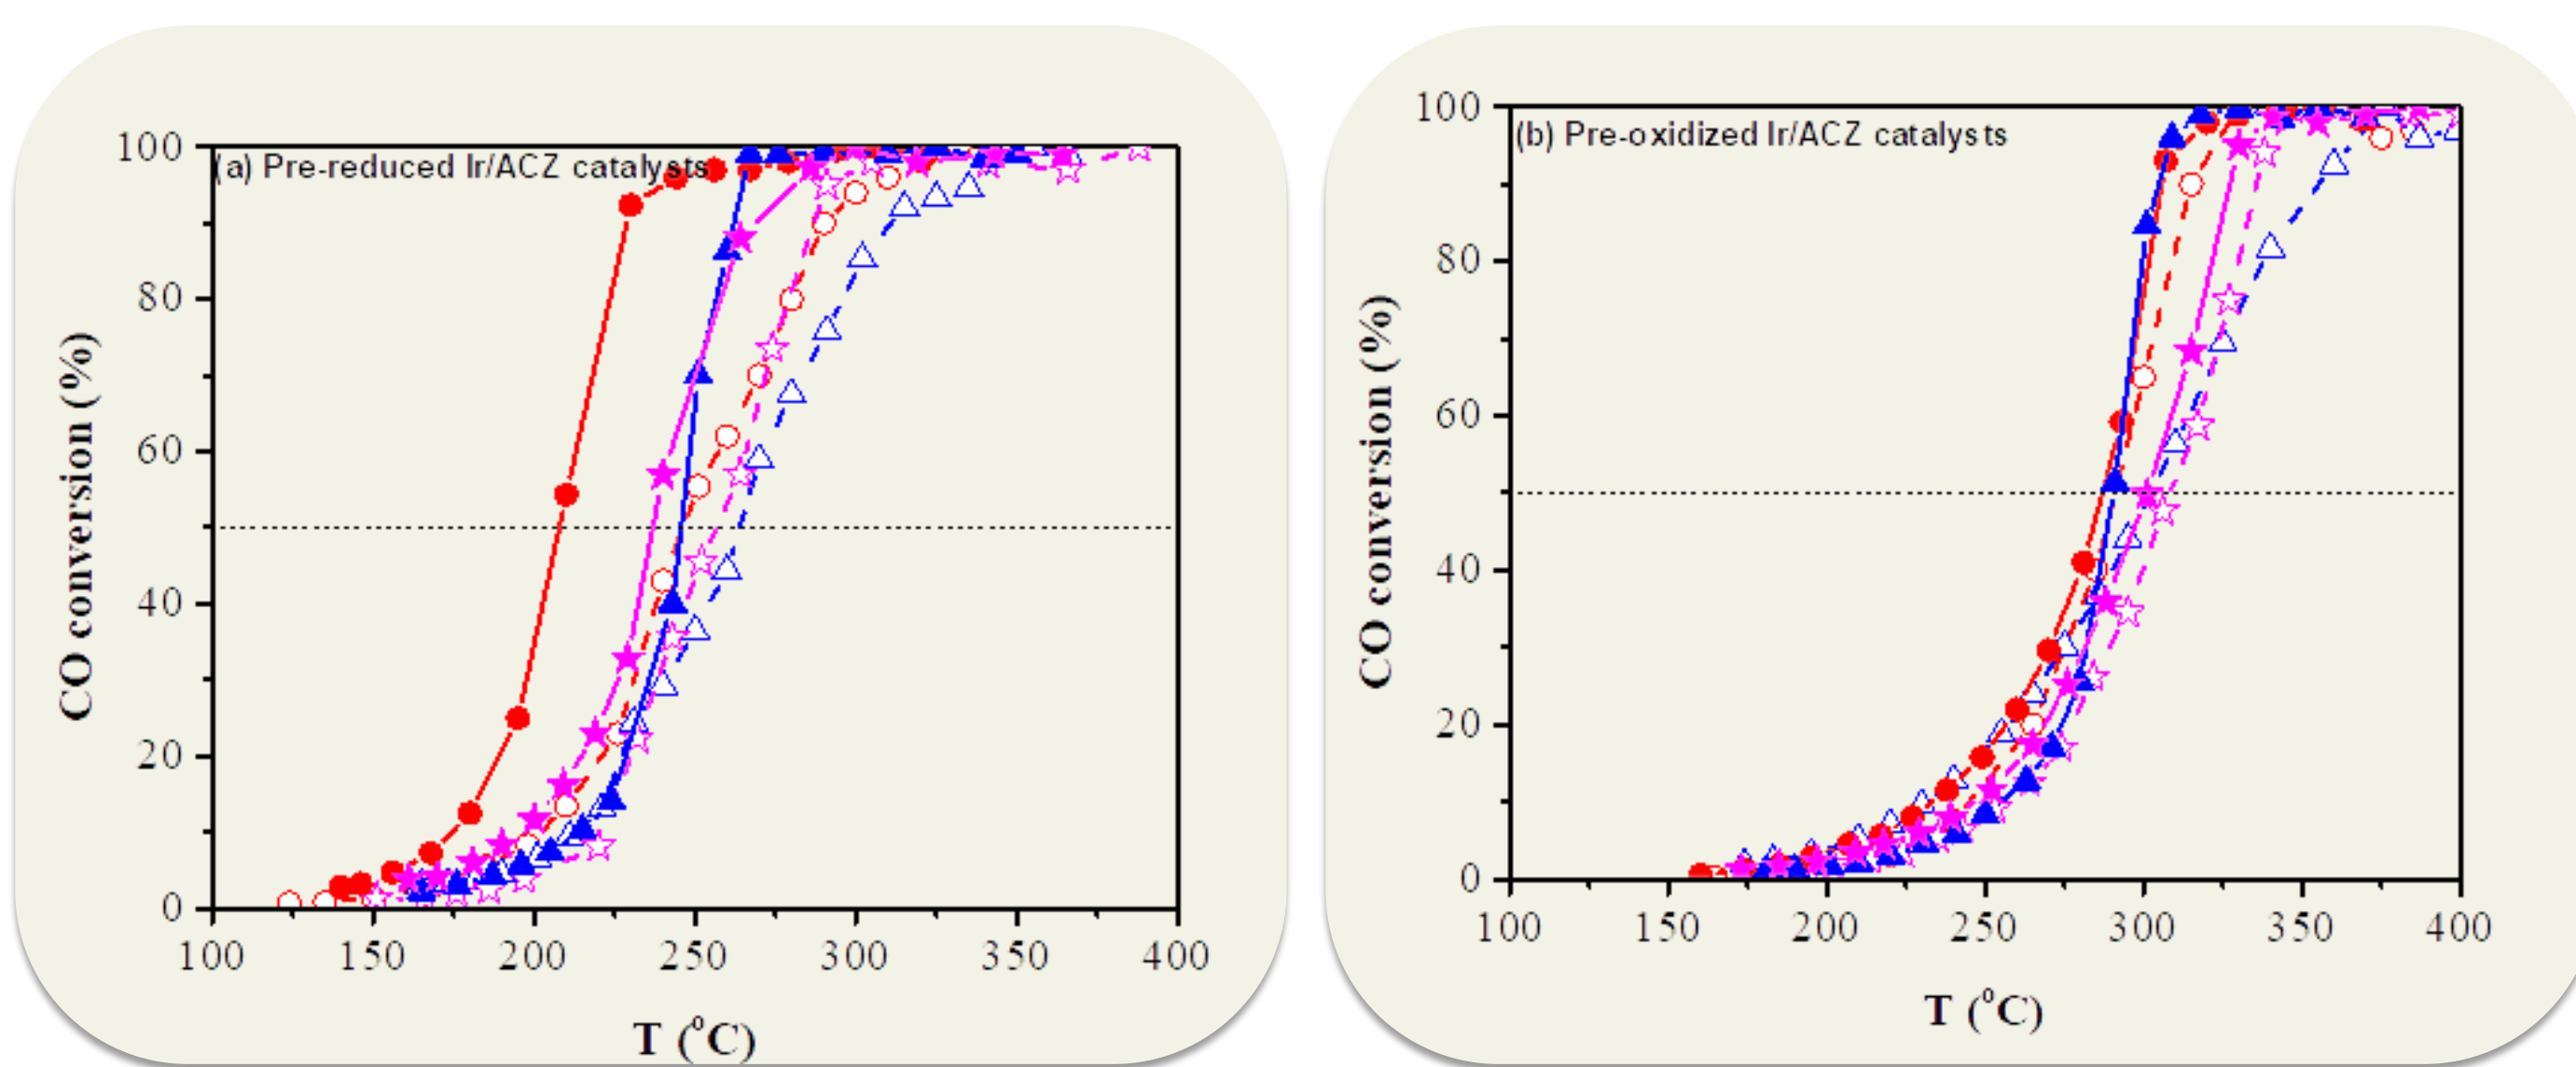 (a) Pre-reduced Ir/ACZ catalysts
CO conversion (%)
100
80
60
40
20
0
100 150 200 250 300 350 400
T (°C)
(b) Pre-oxidized Ir/ACZ catalysts
CO conversion (%)
100
80
60
40
20
0
100 150 200 250 300 350 400
T (°C)